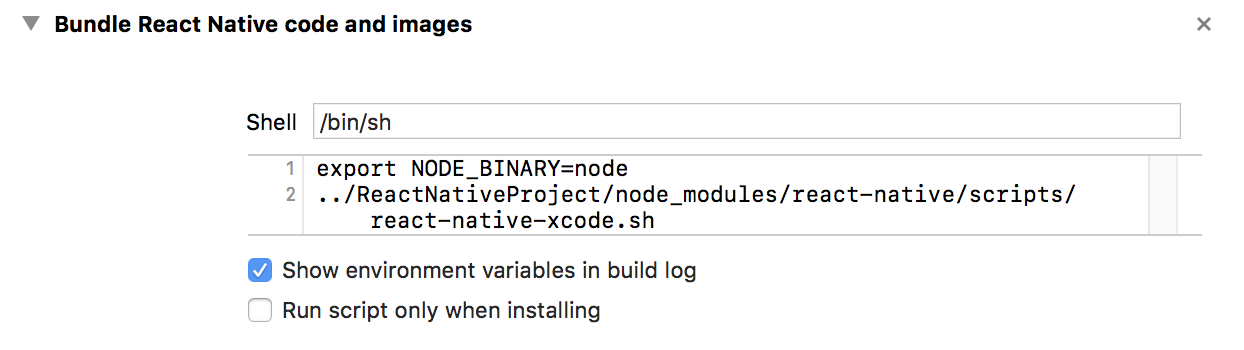 Bundle React Native code and images
Shell /bin/sh
1 export NODE_BINARY=node
2 ../ReactNativeProject/node_modules/react-native/scripts/
react-native-xcode.sh
Show environment variables in build log
Run script only when installing